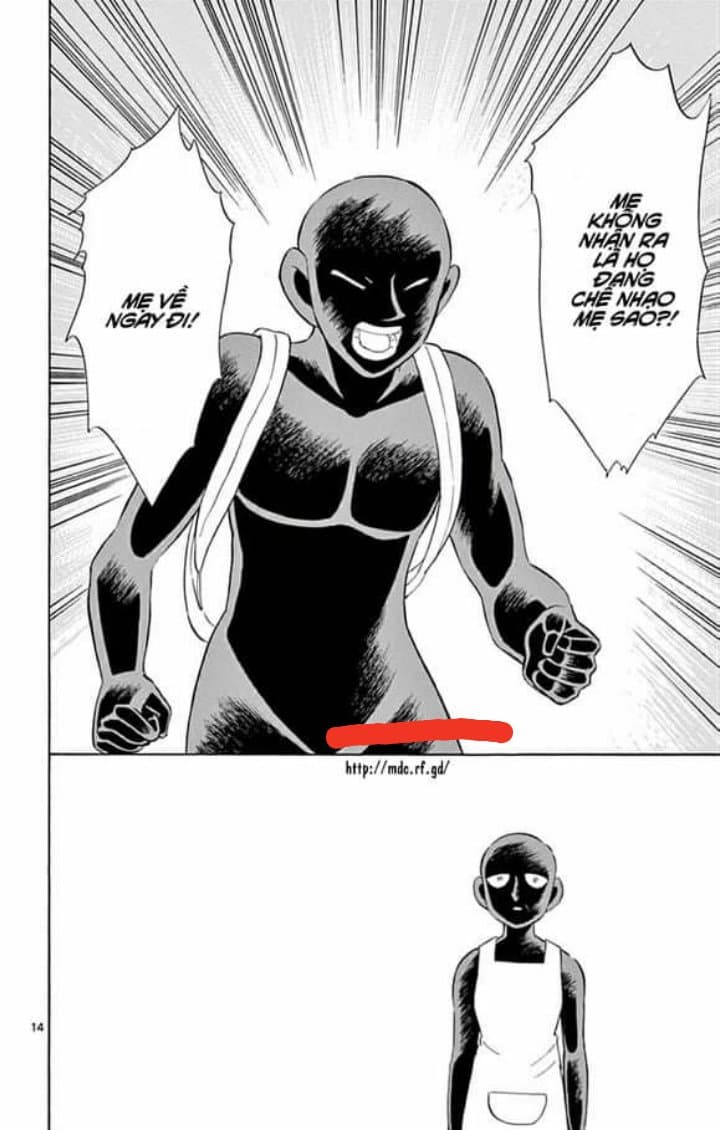 MẸ
KHÔNG
NHẬN RA
LÀ HỌ
ĐANG
CHẾ NHẠO
MẸ SAO?!
MẸ VỀ
NGAY ĐI!
http://mdc.rf.gd/
14